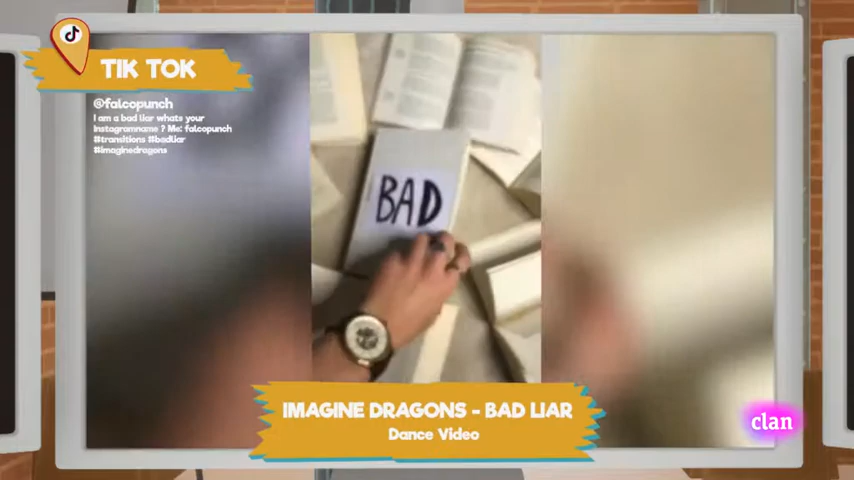 TIK TOK
@falcopunch
I am a bad liar whats your
Instagramname ? Me: falcopunch
#transitions #badliar
#imaginedragons
BAD
IMAGINE DRAGONS - BAD LIAR
Dance Video
clan